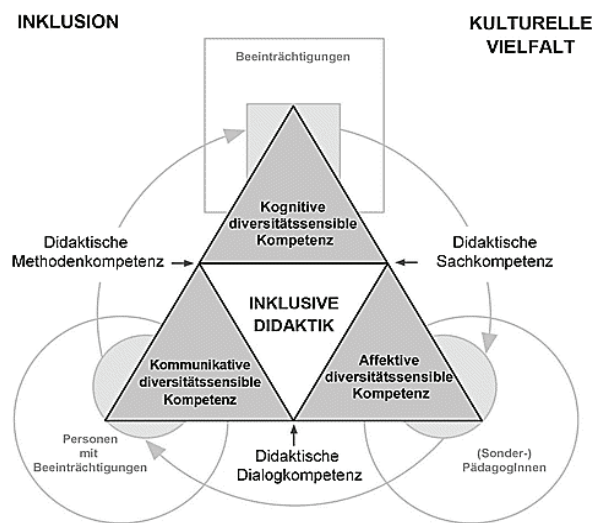 INKLUSION
KULTURELLE
VIELFALT
Beeinträchtigungen
Kognitive
diversitätssensible
Kompetenz
Didaktische
Methodenkompetenz
Didaktische
Sachkompetenz
INKLUSIVE
DIDAKTIK
Kommunikative
diversitätssensible
Kompetenz
Affektive
diversitätssensible
Kompetenz
Personen
mit
Beeinträchtigungen
Didaktische
Dialogkompetenz
(Sonder-)
PädagogInnen